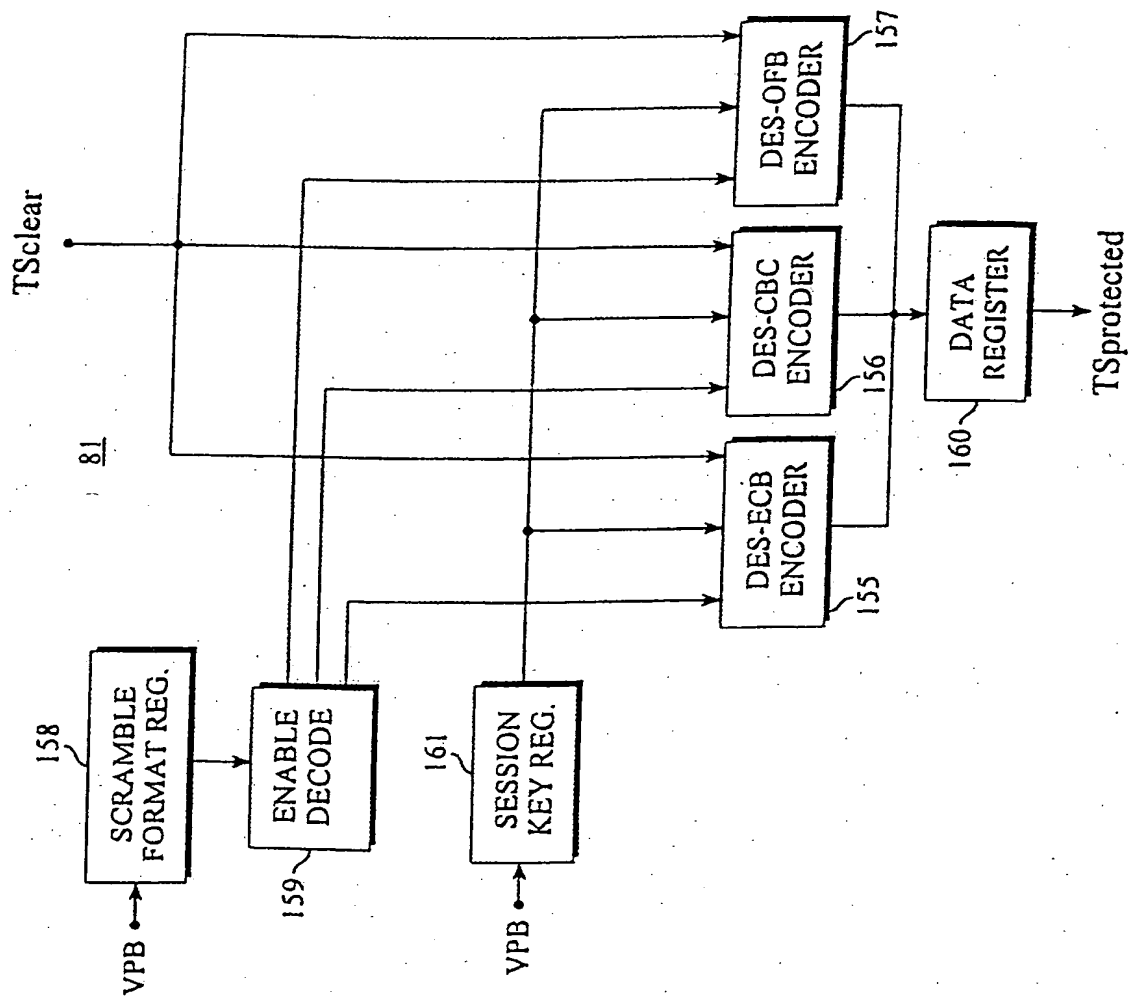 TSclear
81
158
SCRAMBLE
FORMAT REG.
VPB
ENABLE
DECODE
159
161
SESSION
KEY REG.
VPB
DES-ECB
ENCODER
155
DES-CBC
ENCODER
156
DES-OFB
ENCODER
157
DATA
REGISTER
160
TSprotected